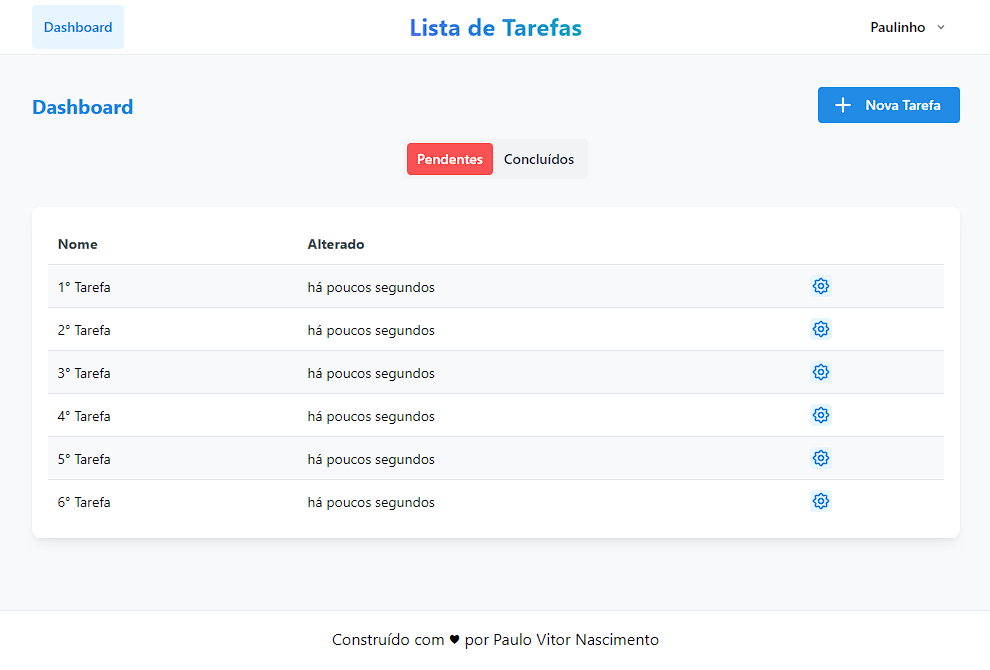 Dashboard Lista de Tarefas Paulinho
Dashboard Nova Tarefa
Pendentes Concluídos
Nome Alterado
1° Tarefa há poucos segundos
2° Tarefa há poucos segundos
3° Tarefa há poucos segundos
4° Tarefa há poucos segundos
5° Tarefa há poucos segundos
6° Tarefa há poucos segundos
Construído com ♥ por Paulo Vitor Nascimento